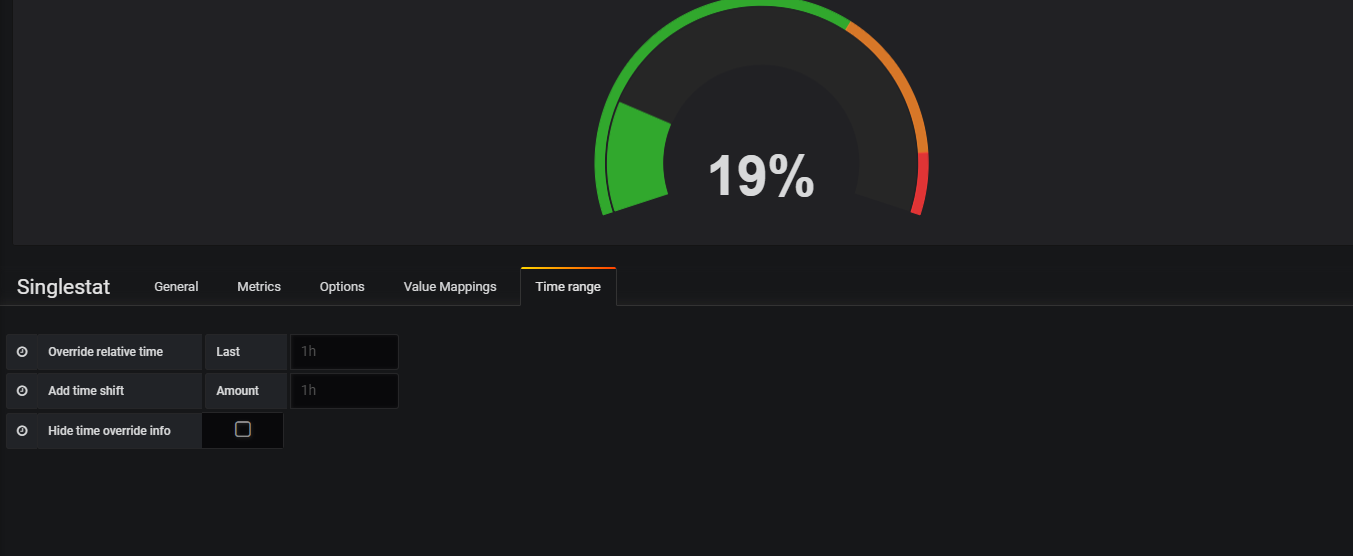 19%
Singlestat General Metrics Options Value Mappings Time range
Override relative time Last 1h
Add time shift Amount 1h
Hide time override info